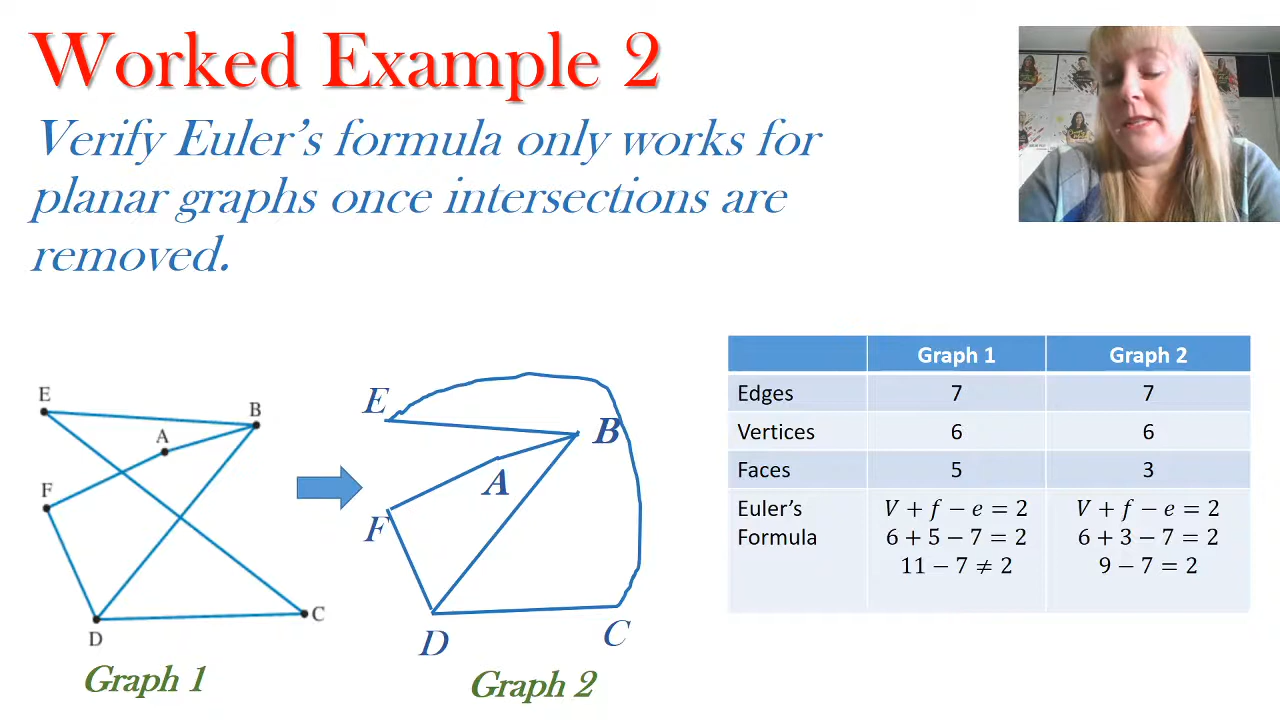 Worked Example 2
Verify Euler's formula only works for
planar graphs once intersections are
removed.
E
B
A
F
D
C
Graph 1
E
B
A
F
D
C
Graph 2
Graph 1 Graph 2
Edges 7 7
Vertices 6 6
Faces 5 3
Euler's 𝑉 + 𝑓 − 𝑒 = 2 𝑉 + 𝑓 − 𝑒 = 2
Formula 6 + 5 − 7 = 2 6 + 3 − 7 = 2
11 − 7 ≠ 2 9 − 7 = 2